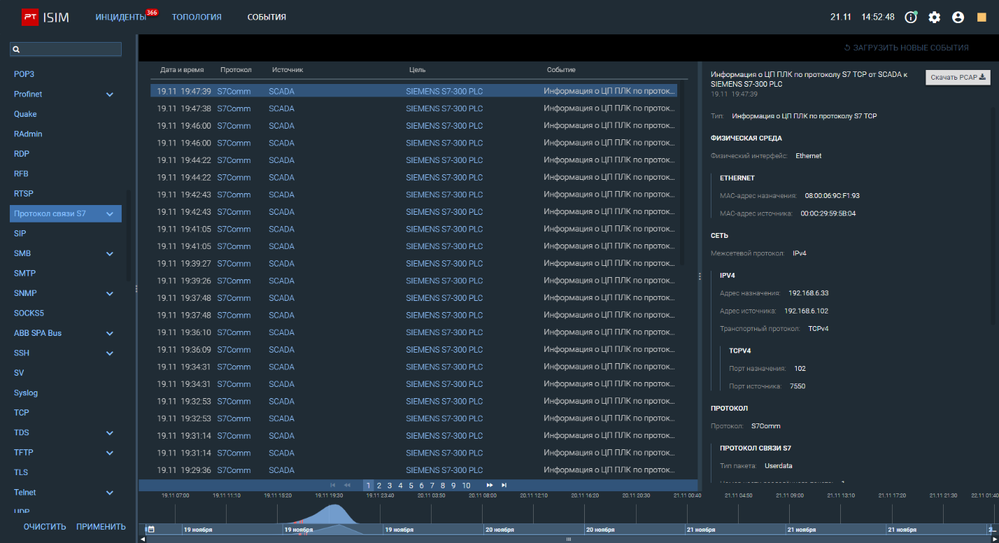 PT ISIM
ИНЦИДЕНТЫ 366 ТОПОЛОГИЯ СОБЫТИЯ
21.11 14:52:48
ЗАГРУЗИТЬ НОВЫЕ СОБЫТИЯ
POP3
Profinet
Quake
RAdmin
RDP
RFB
RTSP
Протокол связи S7
SIP
SMB
SMTP
SNMP
SOCKS5
ABB SPA Bus
SSH
SV
Syslog
TCP
TDS
TFTP
TLS
Telnet
UDP
ОЧИСТИТЬ ПРИМЕНИТЬ
Дата и время Протокол Источник Цель Событие
19.11 19:47:39 S7Comm SCADA SIEMENS S7-300 PLC Информация о ЦП ПЛК по проток...
19.11 19:47:38 S7Comm SCADA SIEMENS S7-300 PLC Информация о ЦП ПЛК по проток...
19.11 19:46:00 S7Comm SCADA SIEMENS S7-300 PLC Информация о ЦП ПЛК по проток...
19.11 19:46:00 S7Comm SCADA SIEMENS S7-300 PLC Информация о ЦП ПЛК по проток...
19.11 19:44:22 S7Comm SCADA SIEMENS S7-300 PLC Информация о ЦП ПЛК по проток...
19.11 19:44:22 S7Comm SCADA SIEMENS S7-300 PLC Информация о ЦП ПЛК по проток...
19.11 19:42:43 S7Comm SCADA SIEMENS S7-300 PLC Информация о ЦП ПЛК по проток...
19.11 19:42:43 S7Comm SCADA SIEMENS S7-300 PLC Информация о ЦП ПЛК по проток...
19.11 19:41:05 S7Comm SCADA SIEMENS S7-300 PLC Информация о ЦП ПЛК по проток...
19.11 19:41:05 S7Comm SCADA SIEMENS S7-300 PLC Информация о ЦП ПЛК по проток...
19.11 19:39:27 S7Comm SCADA SIEMENS S7-300 PLC Информация о ЦП ПЛК по проток...
19.11 19:39:26 S7Comm SCADA SIEMENS S7-300 PLC Информация о ЦП ПЛК по проток...
19.11 19:37:48 S7Comm SCADA SIEMENS S7-300 PLC Информация о ЦП ПЛК по проток...
19.11 19:37:48 S7Comm SCADA SIEMENS S7-300 PLC Информация о ЦП ПЛК по проток...
19.11 19:36:10 S7Comm SCADA SIEMENS S7-300 PLC Информация о ЦП ПЛК по проток...
19.11 19:36:09 S7Comm SCADA SIEMENS S7-300 PLC Информация о ЦП ПЛК по проток...
19.11 19:34:31 S7Comm SCADA SIEMENS S7-300 PLC Информация о ЦП ПЛК по проток...
19.11 19:34:31 S7Comm SCADA SIEMENS S7-300 PLC Информация о ЦП ПЛК по проток...
19.11 19:32:53 S7Comm SCADA SIEMENS S7-300 PLC Информация о ЦП ПЛК по проток...
19.11 19:32:53 S7Comm SCADA SIEMENS S7-300 PLC Информация о ЦП ПЛК по проток...
19.11 19:31:14 S7Comm SCADA SIEMENS S7-300 PLC Информация о ЦП ПЛК по проток...
19.11 19:31:14 S7Comm SCADA SIEMENS S7-300 PLC Информация о ЦП ПЛК по проток...
19.11 19:29:36 S7Comm SCADA SIEMENS S7-300 PLC Информация о ЦП ПЛК по проток...
1 2 3 4 5 6 7 8 9 10
Информация о ЦП ПЛК по протоколу S7 TCP от SCADA к
SIEMENS S7-300 PLC
19.11 19:47:39
Скачать PCAP
Тип: Информация о ЦП ПЛК по протоколу S7 TCP
ФИЗИЧЕСКАЯ СРЕДА
Физический интерфейс: Ethernet
ETHERNET
MAC-адрес назначения: 08:00:06:9C:F1:93
MAC-адрес источника: 00:0C:29:59:5B:04
СЕТЬ
Межсетевой протокол: IPv4
IPV4
Адрес назначения: 192.168.6.33
Адрес источника: 192.168.6.102
Транспортный протокол: TCPv4
TCPV4
Порт назначения: 102
Порт источника: 7550
ПРОТОКОЛ
Протокол: S7Comm
ПРОТОКОЛ СВЯЗИ S7
Тип пакета: Userdata
19.11 07:00 19.11 11:10 19.11 15:20 19.11 19:30 19.11 23:40 20.11 03:50 20.11 08:00 20.11 12:10 20.11 16:20 20.11 20:30 21.11 00:40 21.11 04:50 21.11 09:00 21.11 13:10 21.11 17:20 21.11 21:30 22.11 01:40
19 ноября 19 ноября 19 ноября 20 ноября 20 ноября 21 ноября 21 ноября 21 ноября 2...